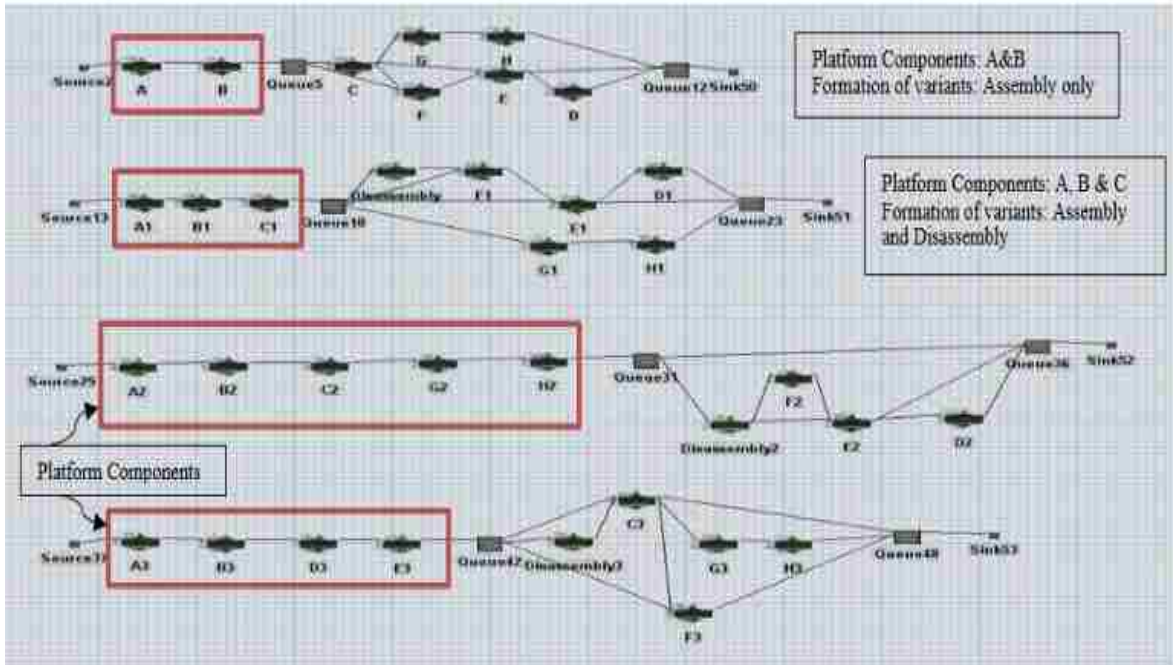 G H
Source2 A B Queue5 C F E D Queue12 Sink50
Platform Components: A&B
Formation of variants: Assembly only
Disassembly F1 D1
Source13 A1 B1 C1 Queue18 E1 Queue23 Sink51
G1 H1
Platform Components: A, B & C
Formation of variants: Assembly
and Disassembly
Source25 A2 B2 C2 G2 H2 Queue31 F2 Queue36 Sink52
Disassembly2 E2 D2
Platform Components
C3
A3 B3 D3 E3 Queue42 Disassembly3 G3 H3 Queue48 Sink53
F3